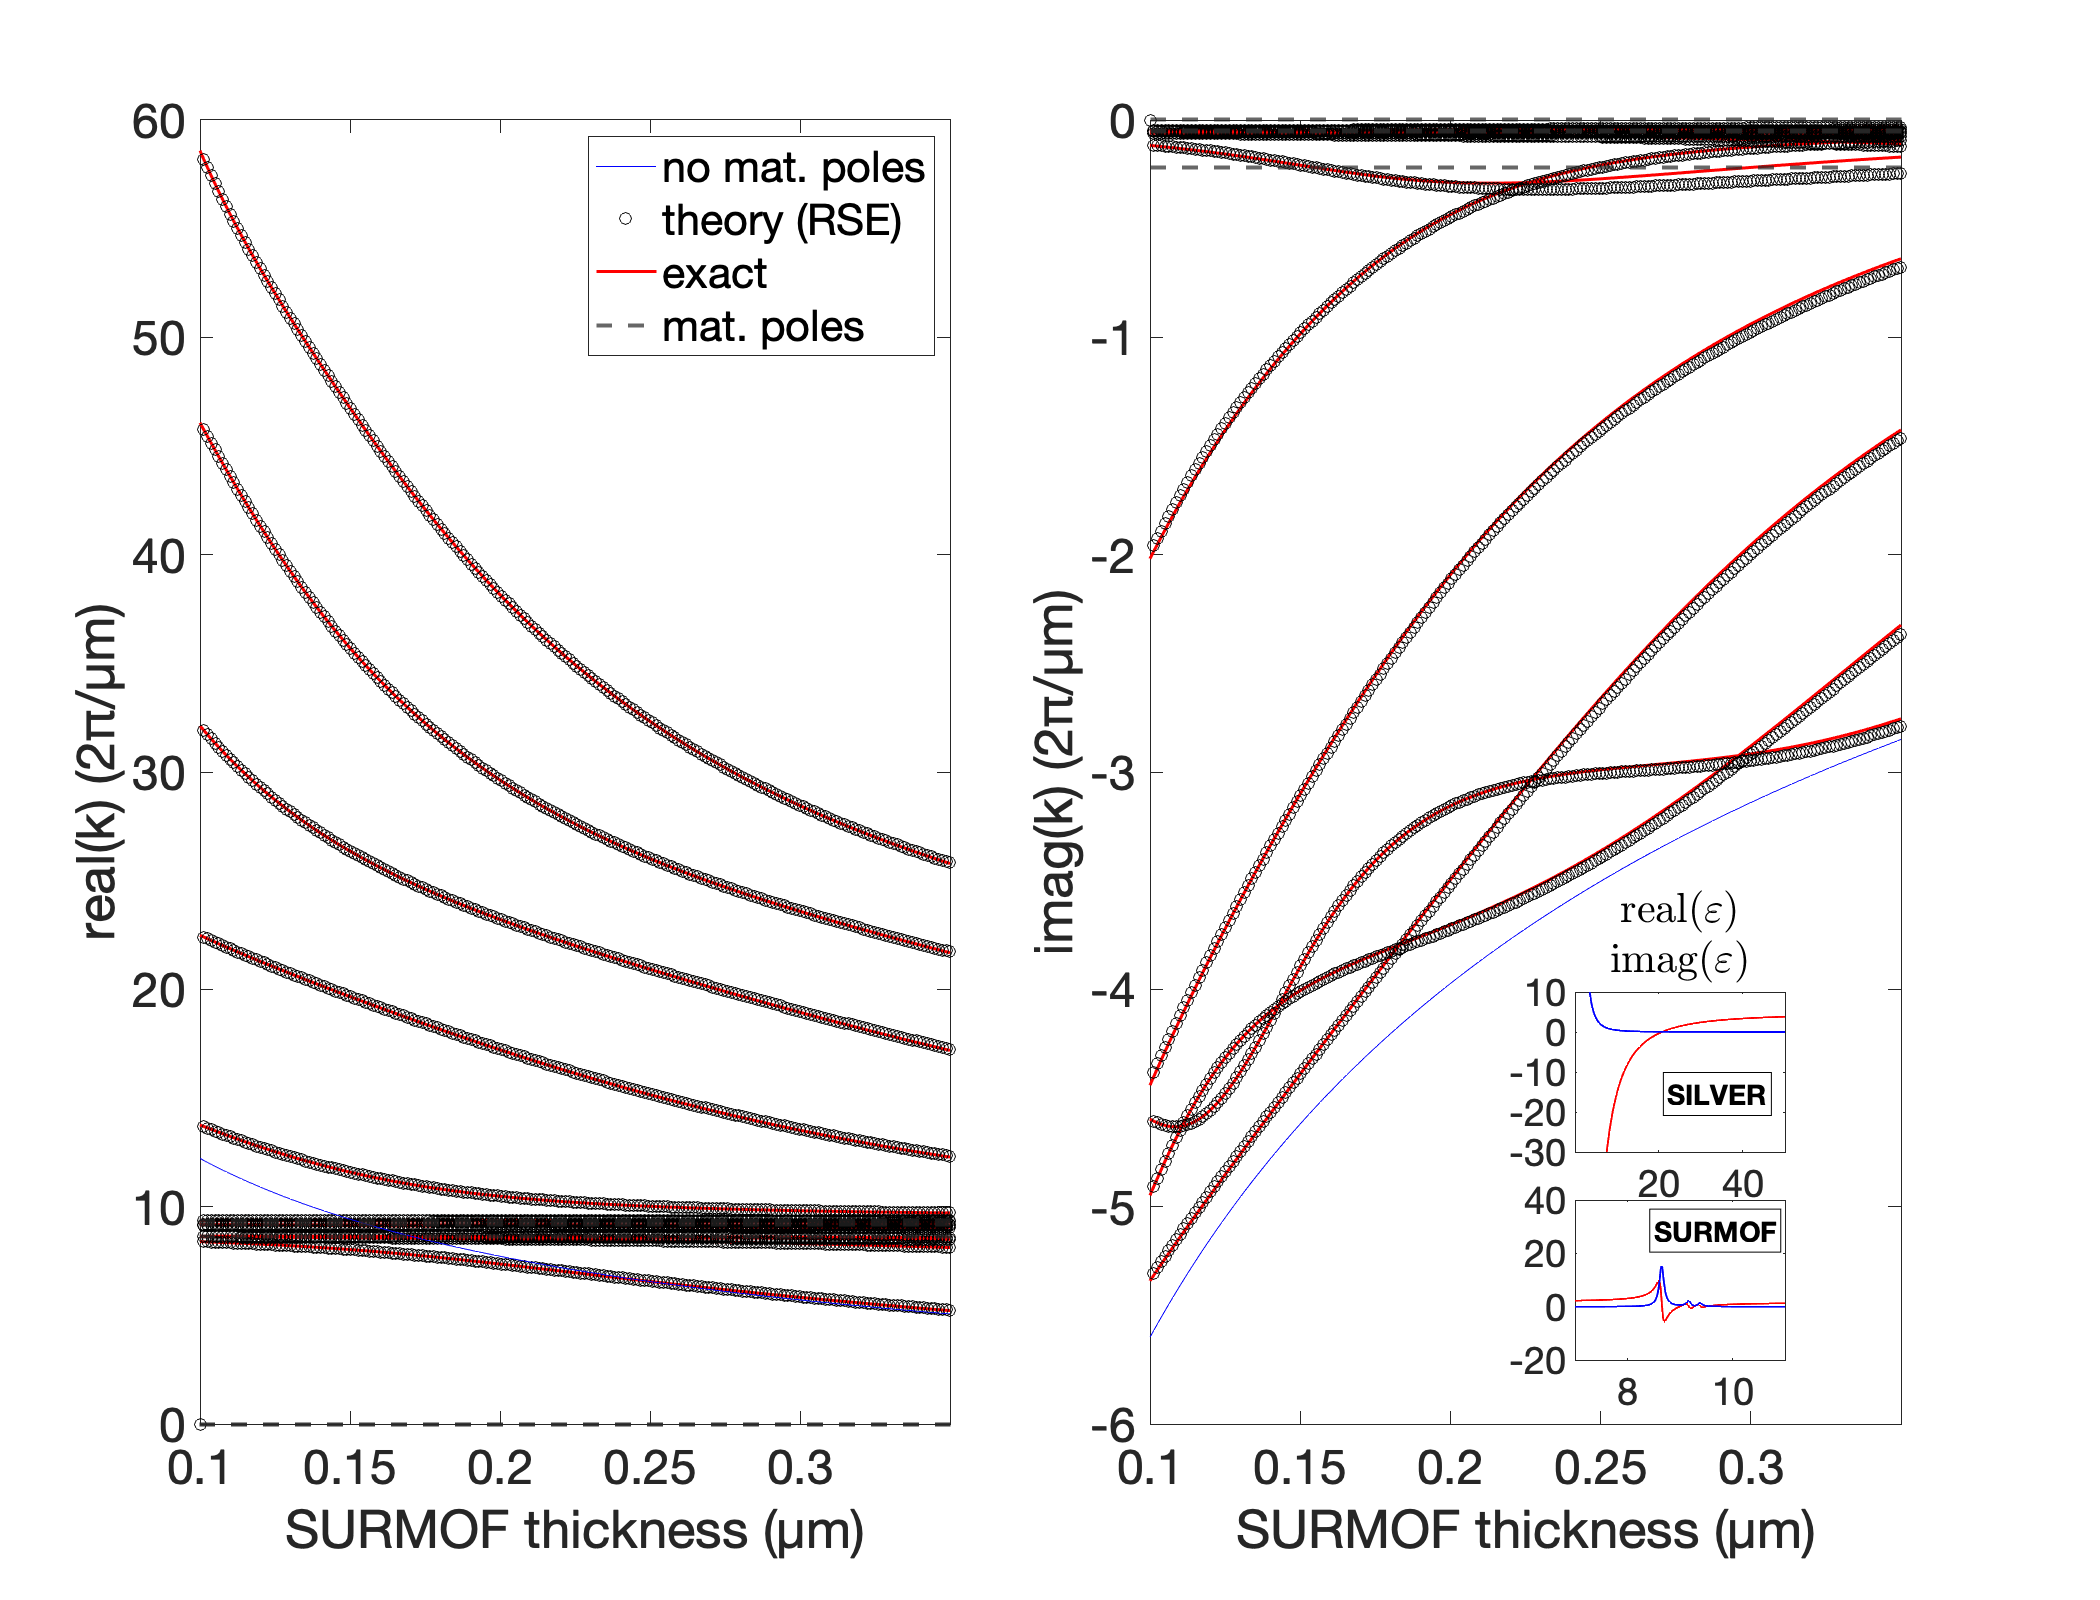 60
50
40
30
20
10
0
real(k) (2π/μm)
0.1 0.15 0.2 0.25 0.3
SURMOF thickness (μm)
no mat. poles
theory (RSE)
exact
mat. poles
0
-1
-2
-3
-4
-5
-6
imag(k) (2π/μm)
0.1 0.15 0.2 0.25 0.3
SURMOF thickness (μm)
real(ε)
imag(ε)
10
0
-10
-20
-30
SILVER
20 40
40
20
0
-20
SURMOF
8 10